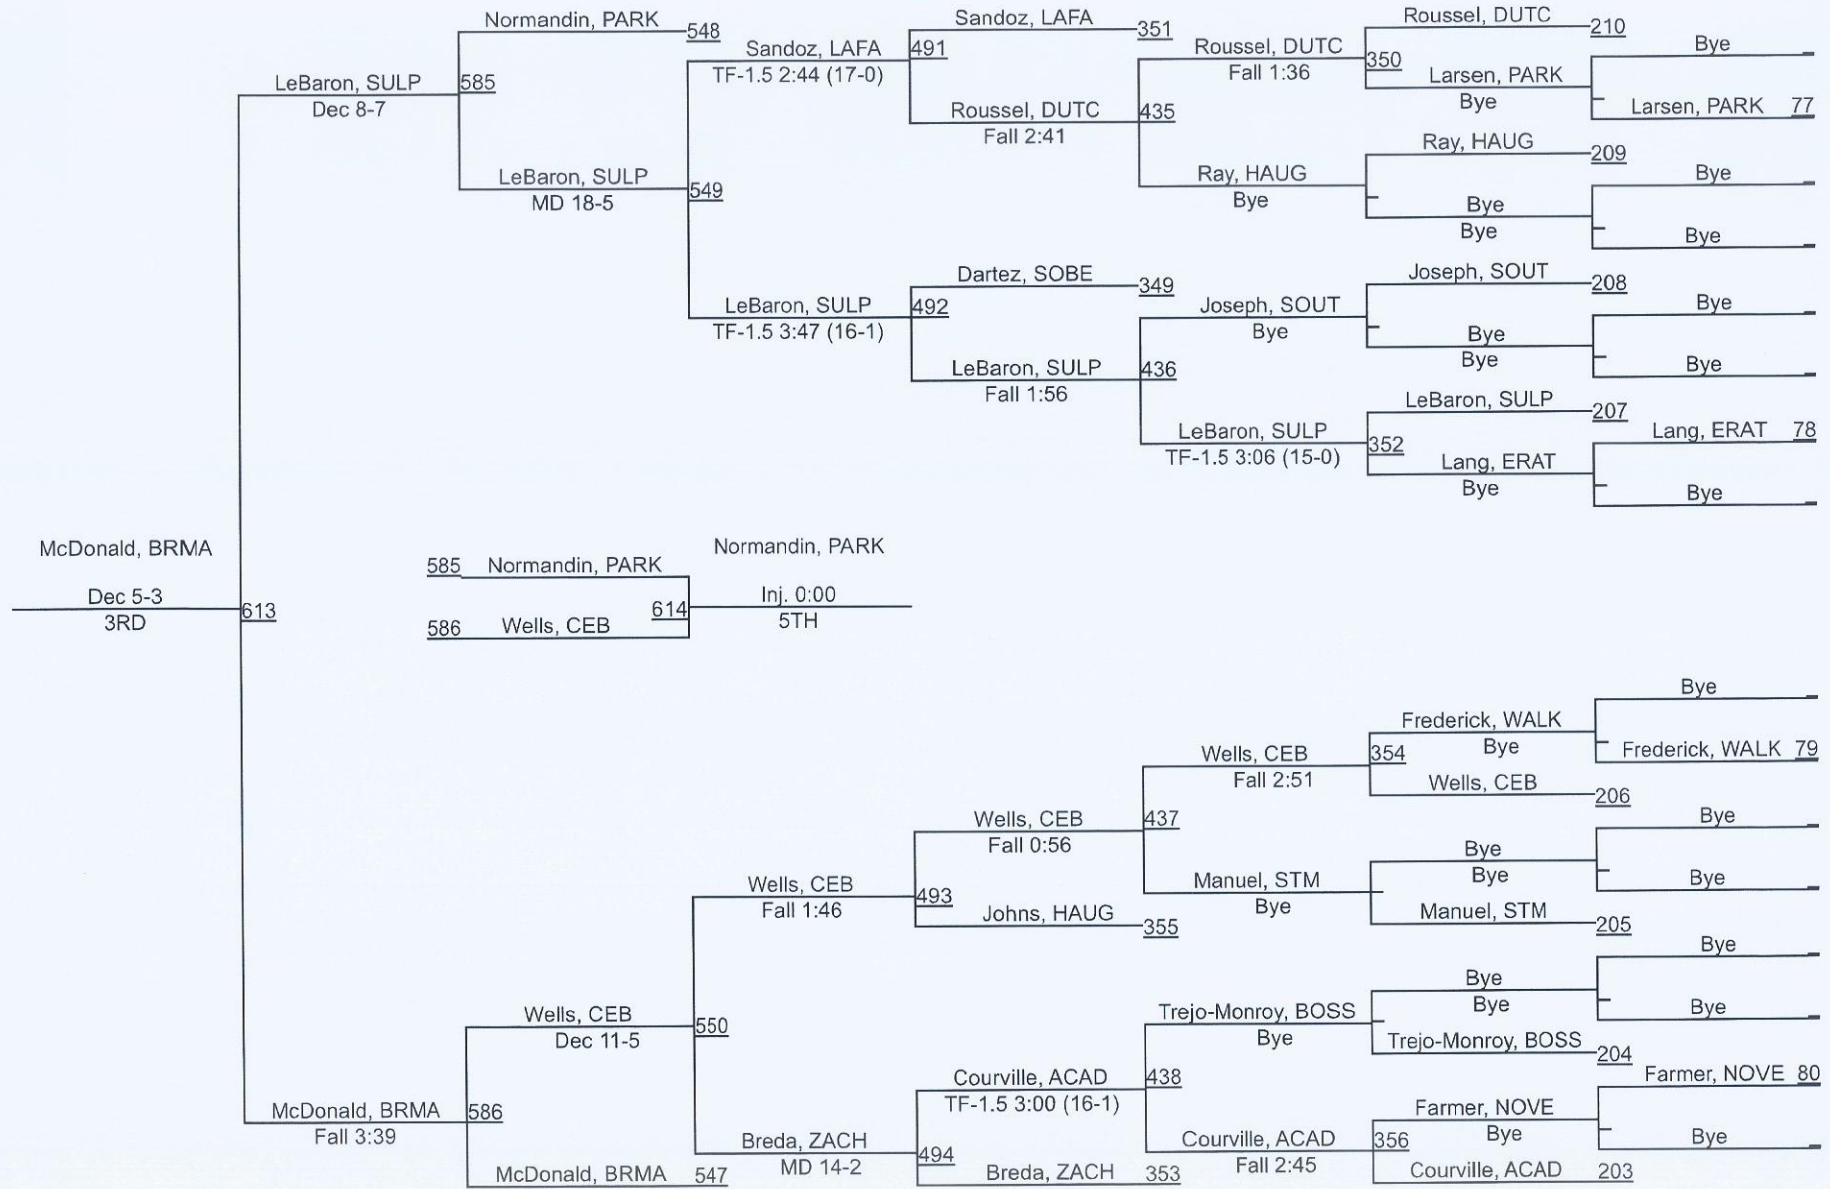 Normandin, PARK 548
Sandoz, LAFA 351
Roussel, DUTC 210
Bye
Sandoz, LAFA 491
TF-1.5 2:44 (17-0)
Roussel, DUTC 350
Fall 1:36
Larsen, PARK
Bye
LeBaron, SULP 585
Dec 8-7
Larsen, PARK 77
Roussel, DUTC 435
Fall 2:41
Ray, HAUG 209
Bye
LeBaron, SULP 549
MD 18-5
Ray, HAUG
Bye
Bye
Bye
Bye
Dartez, SOBE 349
Joseph, SOUT 208
Bye
LeBaron, SULP 492
TF-1.5 3:47 (16-1)
Joseph, SOUT
Bye
Bye
Bye
Bye
LeBaron, SULP 436
Fall 1:56
LeBaron, SULP 207
LeBaron, SULP 352
TF-1.5 3:06 (15-0)
Lang, ERAT 78
Lang, ERAT
Bye
Bye
McDonald, BRMA
Dec 5-3 613
3RD
585 Normandin, PARK
586 Wells, CEB
614
Normandin, PARK
Inj. 0:00
5TH
Bye
Frederick, WALK
Bye
Wells, CEB 354
Fall 2:51
Frederick, WALK 79
Wells, CEB 206
Wells, CEB 437
Fall 0:56
Bye
Bye
Bye
Wells, CEB 493
Fall 1:46
Manuel, STM
Bye
Bye
Johns, HAUG 355
Manuel, STM 205
Bye
Wells, CEB 550
Dec 11-5
Trejo-Monroy, BOSS
Bye
Bye
Bye
Bye
Trejo-Monroy, BOSS 204
Courville, ACAD 438
TF-1.5 3:00 (16-1)
Farmer, NOVE 80
McDonald, BRMA 586
Fall 3:39
Farmer, NOVE
Bye
Breda, ZACH 494
MD 14-2
Courville, ACAD 356
Fall 2:45
Bye
McDonald, BRMA 547
Breda, ZACH 353
Courville, ACAD 203